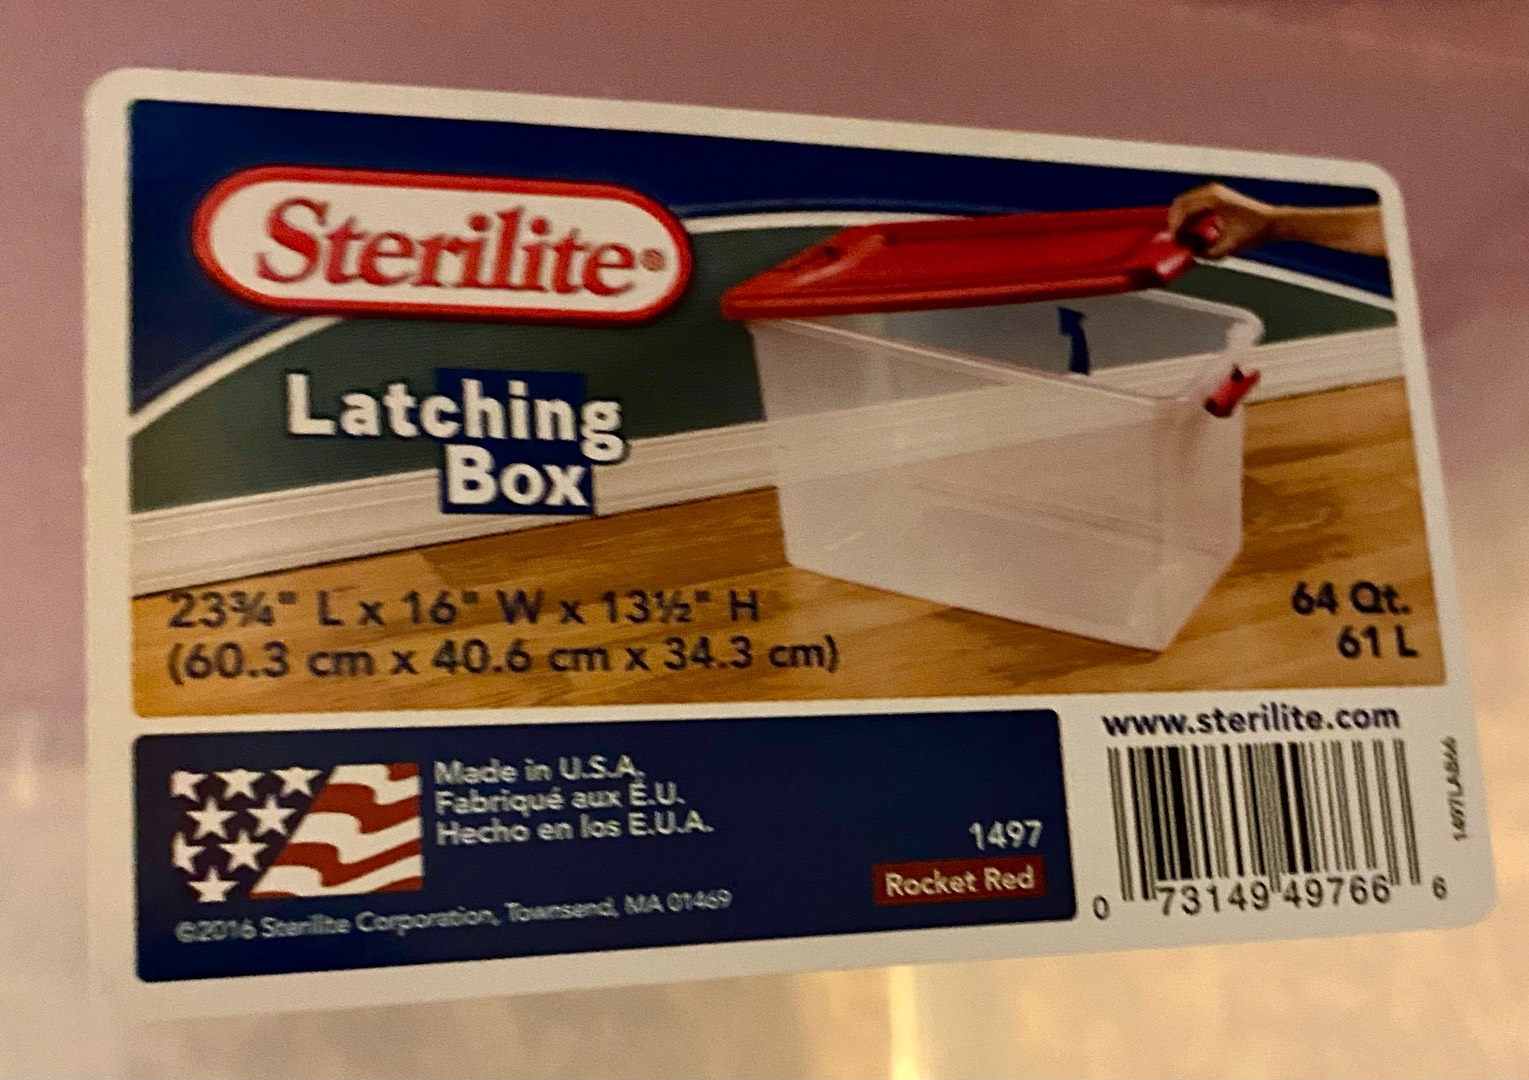 Sterilite®
Latching
Box
23¾" L x 16" W x 13½" H
(60.3 cm x 40.6 cm x 34.3 cm)
64 Qt.
61 L
Made in U.S.A.
Fabriqué aux É.U.
Hecho en los E.U.A.
©2016 Sterilite Corporation, Townsend, MA 01469
1497
Rocket Red
www.sterilite.com
0 73149 49766 6
1497LAB66